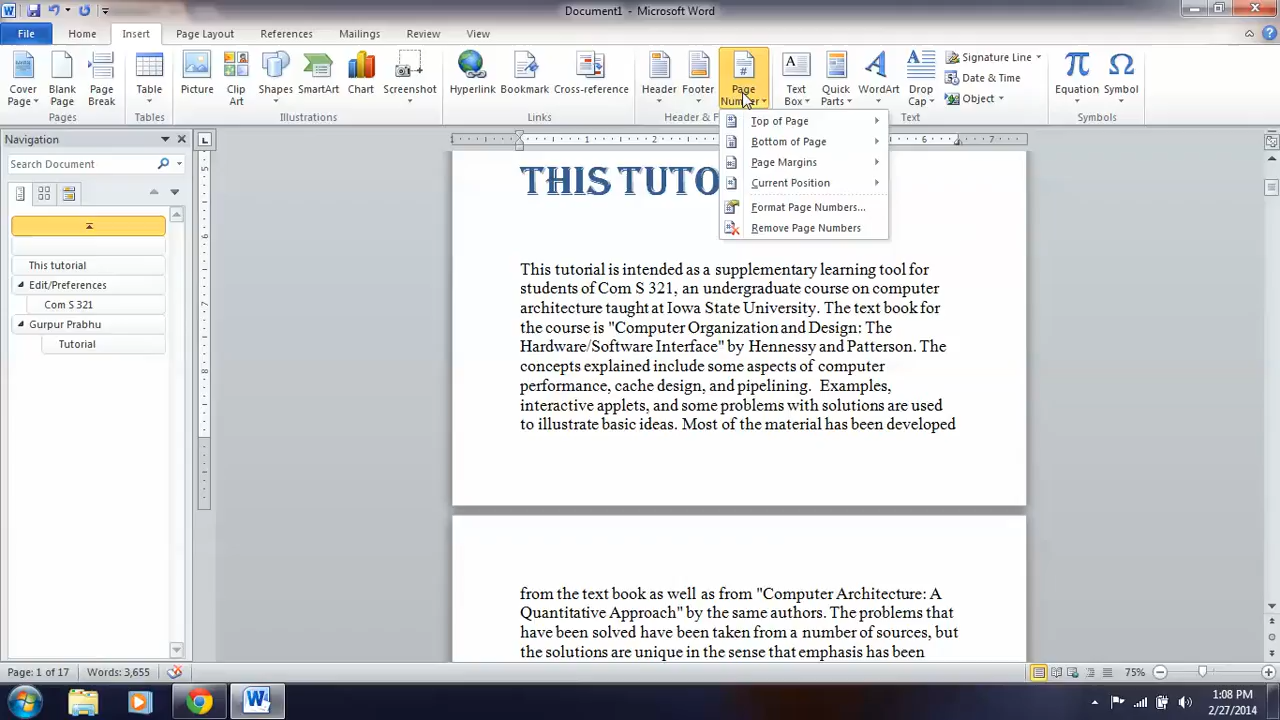 Document1 - Microsoft Word
File Home Insert Page Layout References Mailings Review View
Cover Page
Blank Page
Page Break
Table
Picture
Clip Art
Shapes
SmartArt
Chart
Screenshot
Hyperlink
Bookmark
Cross-reference
Header
Footer
Page Number
Text Box
Quick Parts
WordArt
Drop Cap
Signature Line
Date & Time
Object
Equation
Symbol
Pages Tables Illustrations Links Header & F Text Symbols
Top of Page
Bottom of Page
Page Margins
Current Position
Format Page Numbers...
Remove Page Numbers
Navigation
Search Document
This tutorial
Edit/Preferences
Com S 321
Gurpur Prabhu
Tutorial
1 2 6 7
5
6
7
8
THIS TUTO
This tutorial is intended as a supplementary learning tool for
students of Com S 321, an undergraduate course on computer
architecture taught at Iowa State University. The text book for
the course is "Computer Organization and Design: The
Hardware/Software Interface" by Hennessy and Patterson. The
concepts explained include some aspects of computer
performance, cache design, and pipelining. Examples,
interactive applets, and some problems with solutions are used
to illustrate basic ideas. Most of the material has been developed
from the text book as well as from "Computer Architecture: A
Quantitative Approach" by the same authors. The problems that
have been solved have been taken from a number of sources, but
the solutions are unique in the sense that emphasis has been
Page: 1 of 17 Words: 3,655 75%
1:08 PM
2/27/2014